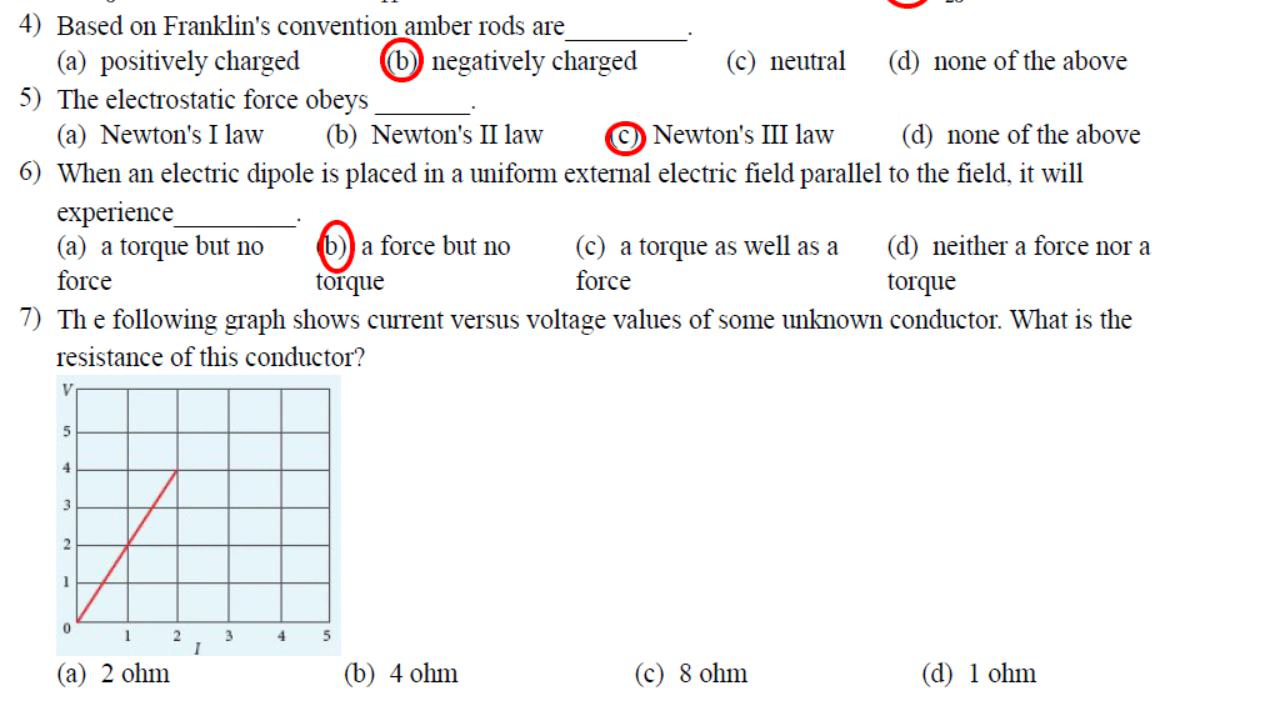 4) Based on Franklin's convention amber rods are_________.
(a) positively charged (b) negatively charged (c) neutral (d) none of the above
5) The electrostatic force obeys _______.
(a) Newton's I law (b) Newton's II law (c) Newton's III law (d) none of the above
6) When an electric dipole is placed in a uniform external electric field parallel to the field, it will
experience_________.
(a) a torque but no (b) a force but no (c) a torque as well as a (d) neither a force nor a
force torque force torque
7) Th e following graph shows current versus voltage values of some unknown conductor. What is the
resistance of this conductor?
V
5
4
3
2
1
0 1 2 3 4 5
I
(a) 2 ohm (b) 4 ohm (c) 8 ohm (d) 1 ohm